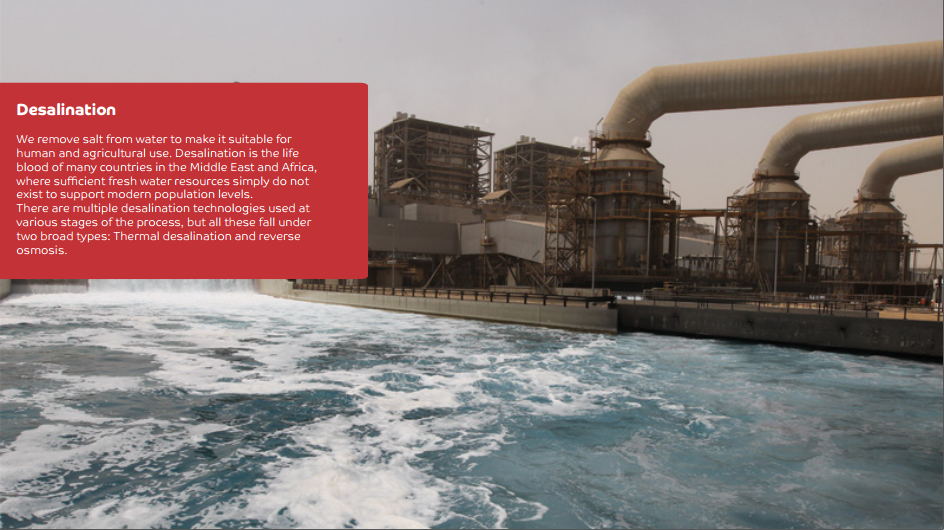 Desalination
We remove salt from water to make it suitable for
human and agricultural use. Desalination is the life
blood of many countries in the Middle East and Africa,
where sufficient fresh water resources simply do not
exist to support modern population levels.
There are multiple desalination technologies used at
various stages of the process, but all these fall under
two broad types: Thermal desalination and reverse
osmosis.